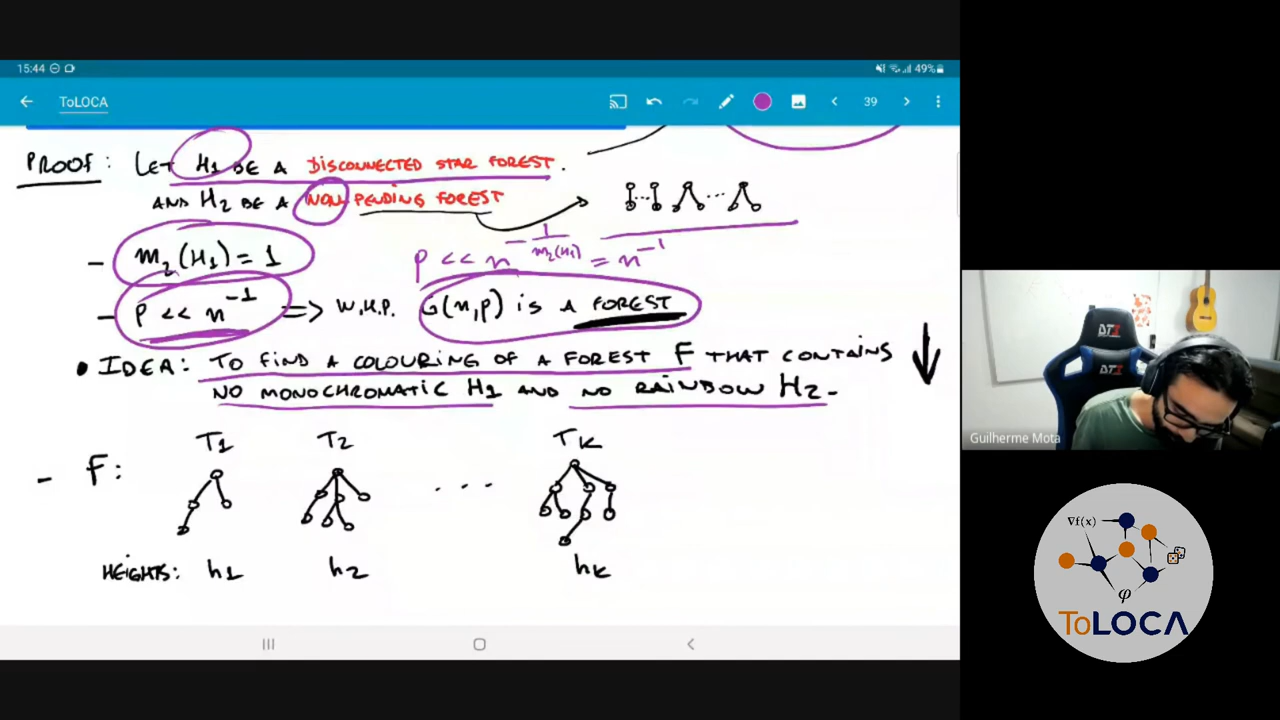 15:44
49%
ToLOCA
39
PROOF: LET H1 BE A DISCONNECTED STAR FOREST.
AND H2 BE A NON-PENDING FOREST
- m2(H1) = 1
p << n^{-1/m2(H1)} = n^{-1}
- p << n^{-1} => W.H.P. G(n,p) is A FOREST
• IDEA: TO FIND A COLOURING OF A FOREST F THAT CONTAINS
NO MONOCHROMATIC H1 AND NO RAINBOW H2.
T1 T2 TK
- F: ...
HEIGHTS: h1 h2 hK
DTX
Guilherme Mota
∇f(x)
φ
ToLOCA